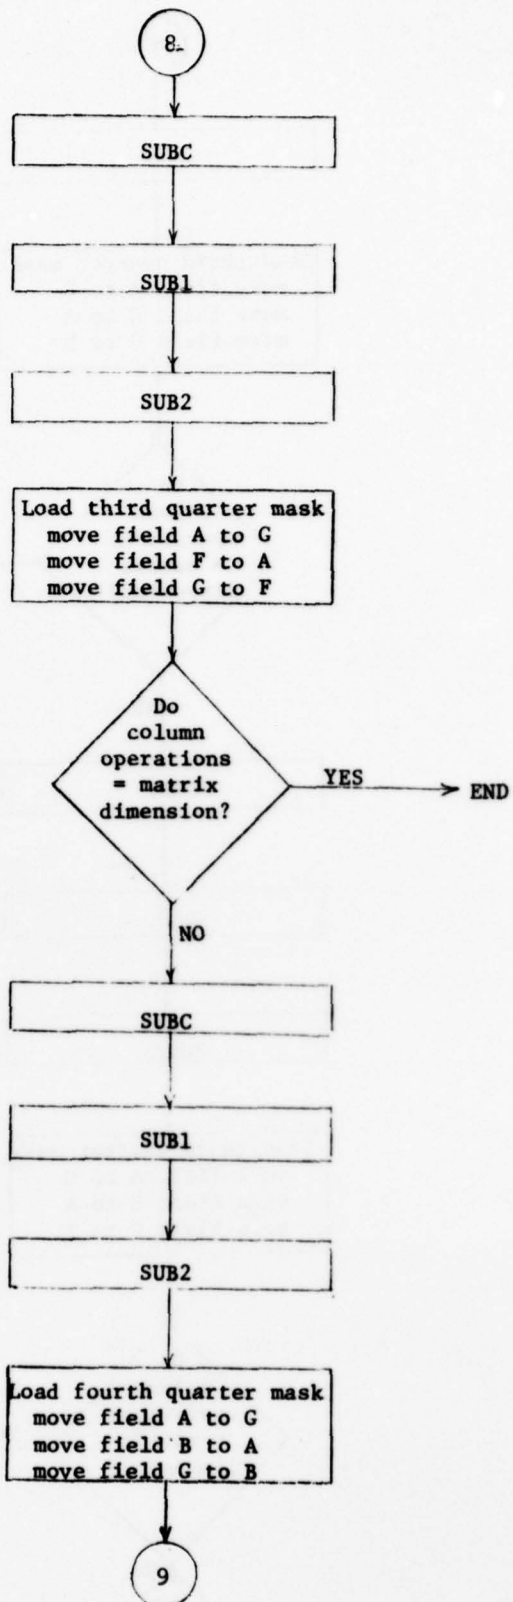 8
SUBC
SUB1
SUB2
Load third quarter mask
move field A to G
move field F to A
move field G to F
Do
column
operations
= matrix
dimension?
YES
END
NO
SUBC
SUB1
SUB2
Load fourth quarter mask
move field A to G
move field B to A
move field G to B
9